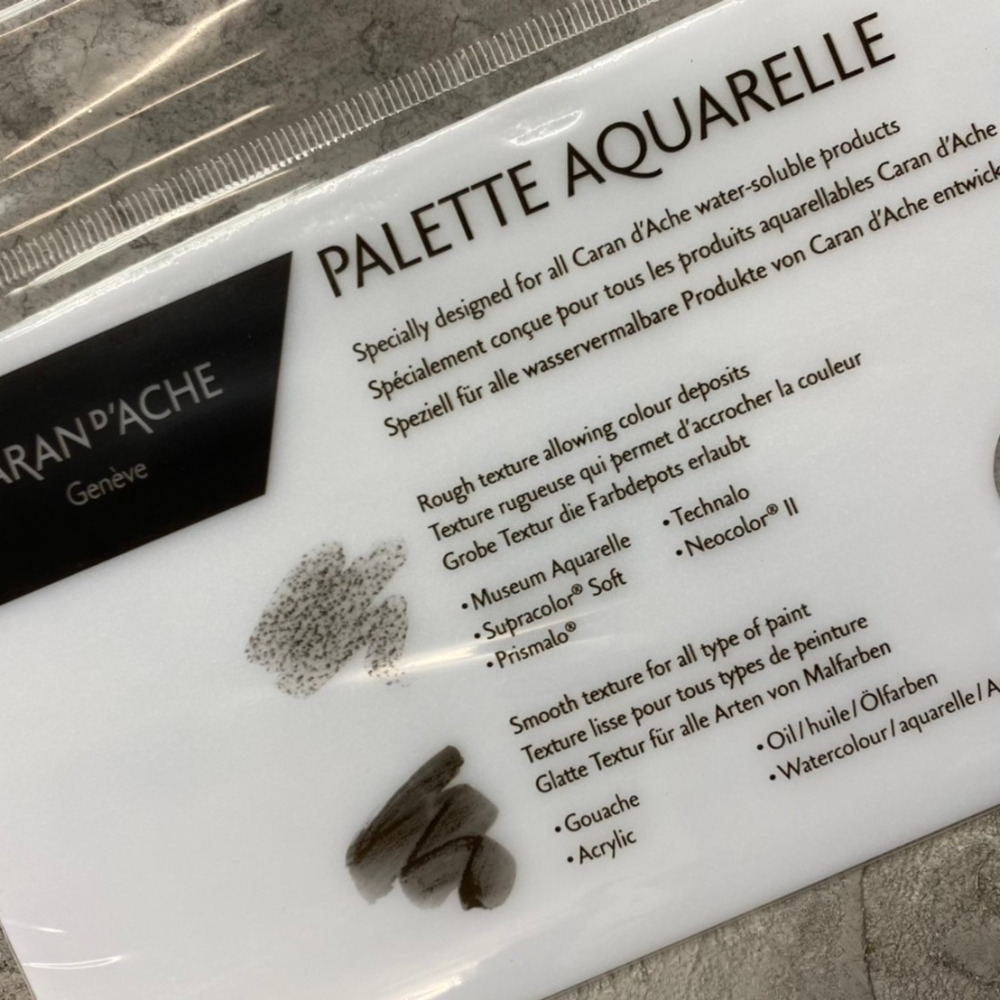 PALETTE AQUARELLE
Specially designed for all Caran d'Ache water-soluble products
Spécialement conçue pour tous les produits aquarellables Caran d'Ache
Speziell für alle wasservermalbare Produkte von Caran d'Ache entwick
ARAN D'ACHE
Genève
Rough texture allowing colour deposits
Texture rugueuse qui permet d'accrocher la couleur
Grobe Textur die Farbdepots erlaubt
• Museum Aquarelle
• Supracolor® Soft
• Prismalo®
• Technalo
• Neocolor® II
Smooth texture for all type of paint
Texture lisse pour tous types de peinture
Glatte Textur für alle Arten von Malfarben
• Gouache
• Acrylic
• Oil/huile/Ölfarben
• Watercolour/aquarelle/A